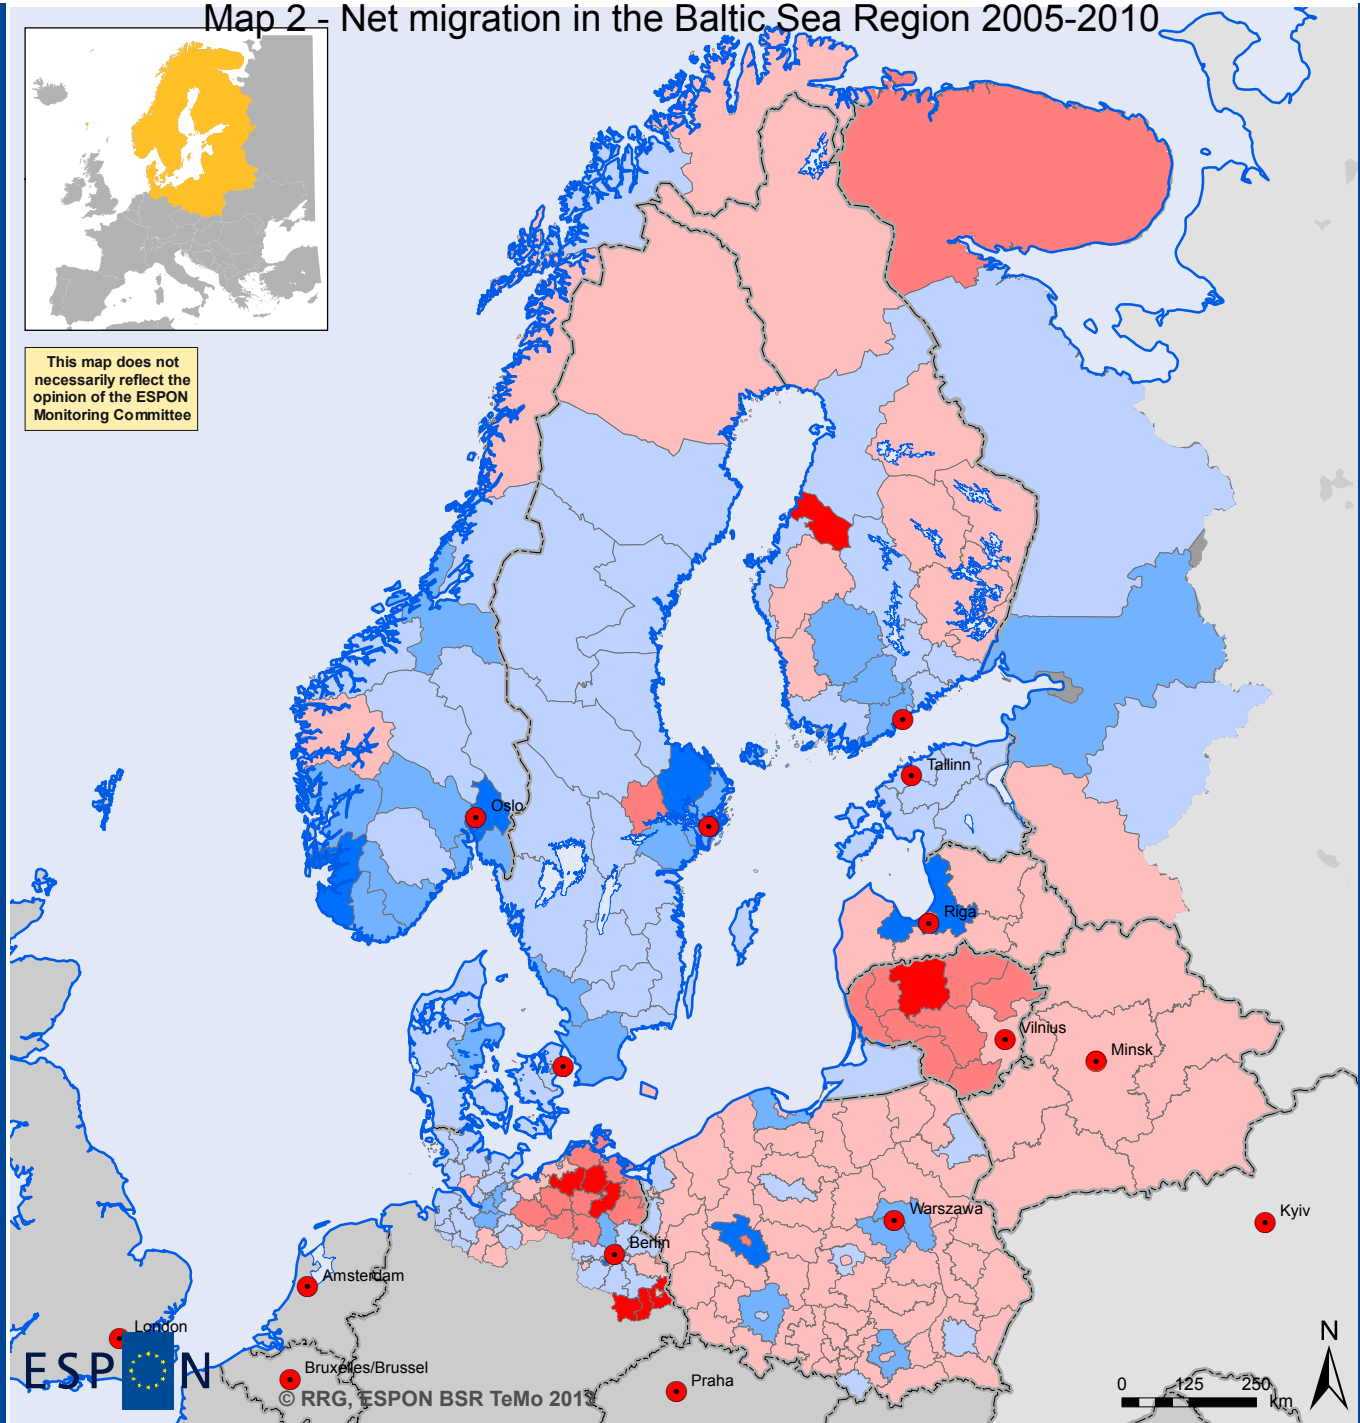 Map 2 - Net migration in the Baltic Sea Region 2005-2010
This map does not
necessarily reflect the
opinion of the ESPON
Monitoring Committee
Oslo
Tallinn
Riga
Vilnius
Minsk
Warszawa
Kyiv
Berlin
Amsterdam
London
Bruxelles/Brussel
Praha
ESPON
© RRG, ESPON BSR TeMo 2013
0 125 250
km
N